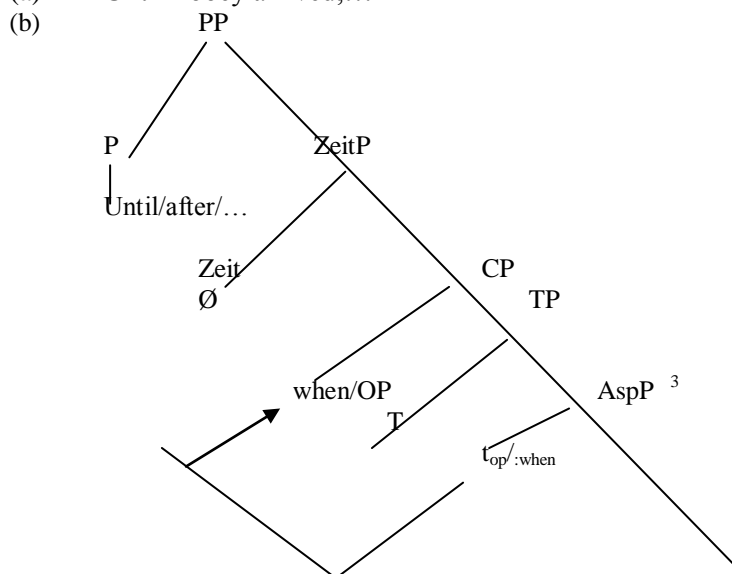 (b) PP
P ZeitP
Until/after/…
Zeit CP
Ø TP
when/OP AspP 3
T
top/:when